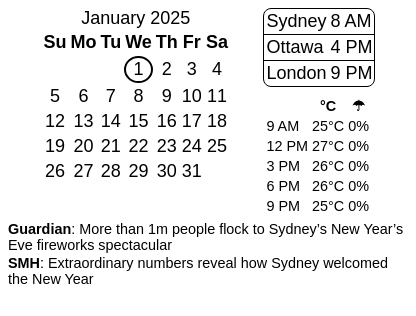 January 2025
Su Mo Tu We Th Fr Sa
1 2 3 4
5 6 7 8 9 10 11
12 13 14 15 16 17 18
19 20 21 22 23 24 25
26 27 28 29 30 31
Sydney 8 AM
Ottawa 4 PM
London 9 PM
°C ☂
9 AM 25°C 0%
12 PM 27°C 0%
3 PM 26°C 0%
6 PM 26°C 0%
9 PM 25°C 0%
Guardian: More than 1m people flock to Sydney’s New Year’s
Eve fireworks spectacular
SMH: Extraordinary numbers reveal how Sydney welcomed
the New Year